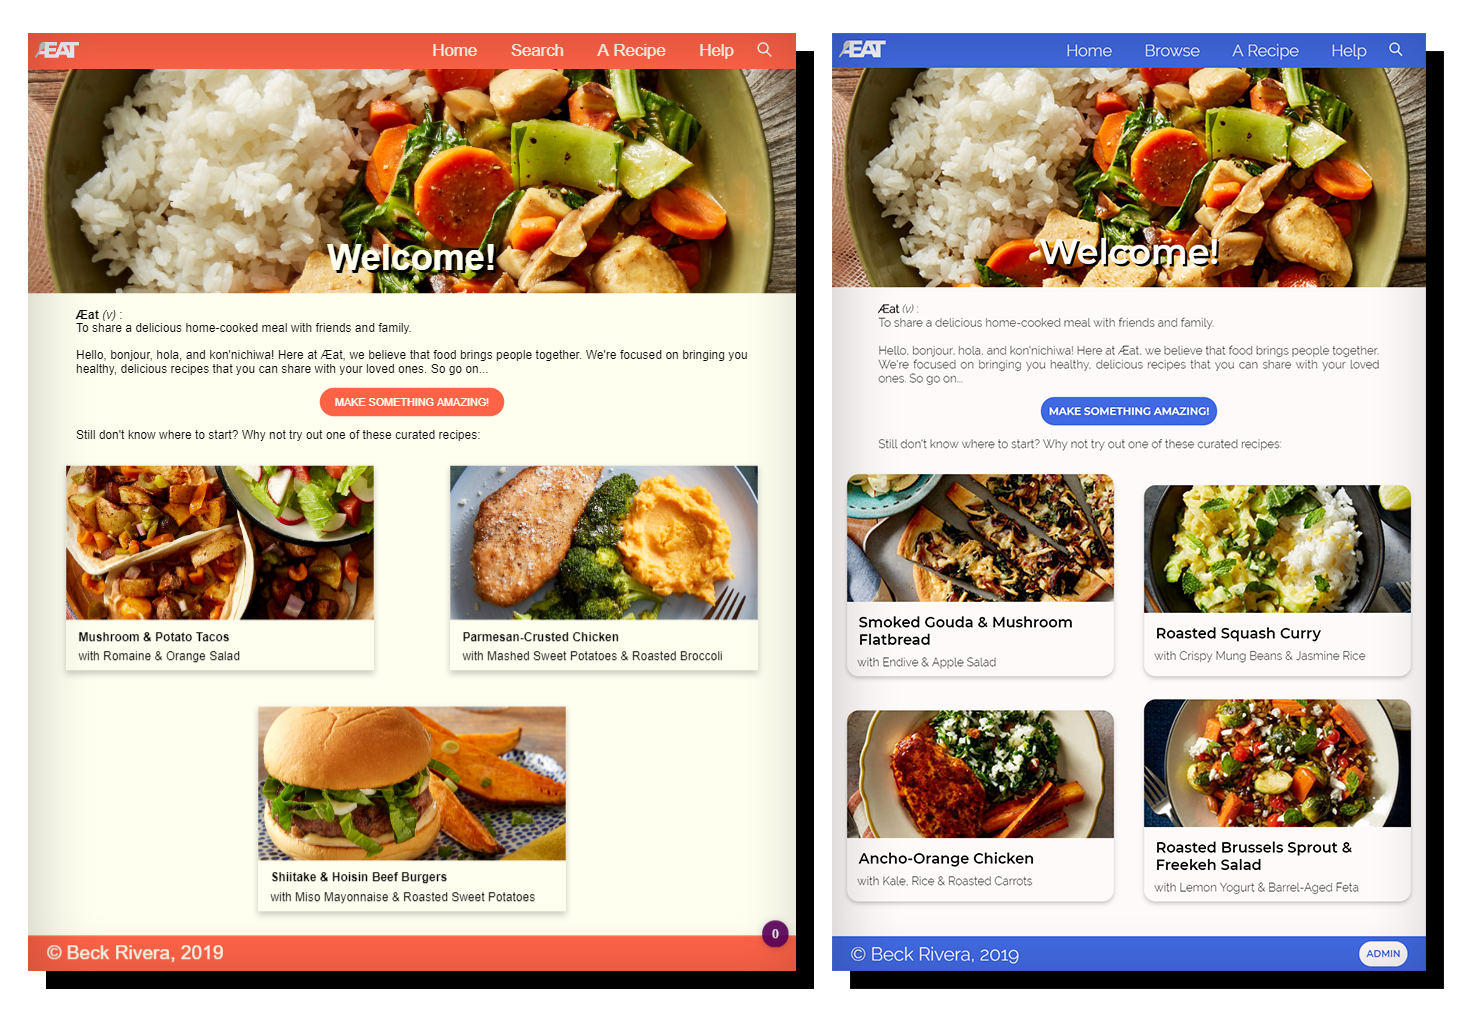 ÆEAT
Home Search A Recipe Help
Welcome!
Æat (v) :
To share a delicious home-cooked meal with friends and family.
Hello, bonjour, hola, and kon'nichiwa! Here at Æat, we believe that food brings people together. We're focused on bringing you
healthy, delicious recipes that you can share with your loved ones. So go on...
MAKE SOMETHING AMAZING!
Still don't know where to start? Why not try out one of these curated recipes:
Mushroom & Potato Tacos
with Romaine & Orange Salad
Parmesan-Crusted Chicken
with Mashed Sweet Potatoes & Roasted Broccoli
Shiitake & Hoisin Beef Burgers
with Miso Mayonnaise & Roasted Sweet Potatoes
0
© Beck Rivera, 2019
ÆEAT
Home Browse A Recipe Help
Welcome!
Æat (v) :
To share a delicious home-cooked meal with friends and family.
Hello, bonjour, hola, and kon'nichiwa! Here at Æat, we believe that food brings people together.
We're focused on bringing you healthy, delicious recipes that you can share with your loved
ones. So go on...
MAKE SOMETHING AMAZING!
Still don't know where to start? Why not try out one of these curated recipes:
Smoked Gouda & Mushroom
Flatbread
with Endive & Apple Salad
Roasted Squash Curry
with Crispy Mung Beans & Jasmine Rice
Ancho-Orange Chicken
with Kale, Rice & Roasted Carrots
Roasted Brussels Sprout &
Freekeh Salad
with Lemon Yogurt & Barrel-Aged Feta
© Beck Rivera, 2019
ADMIN